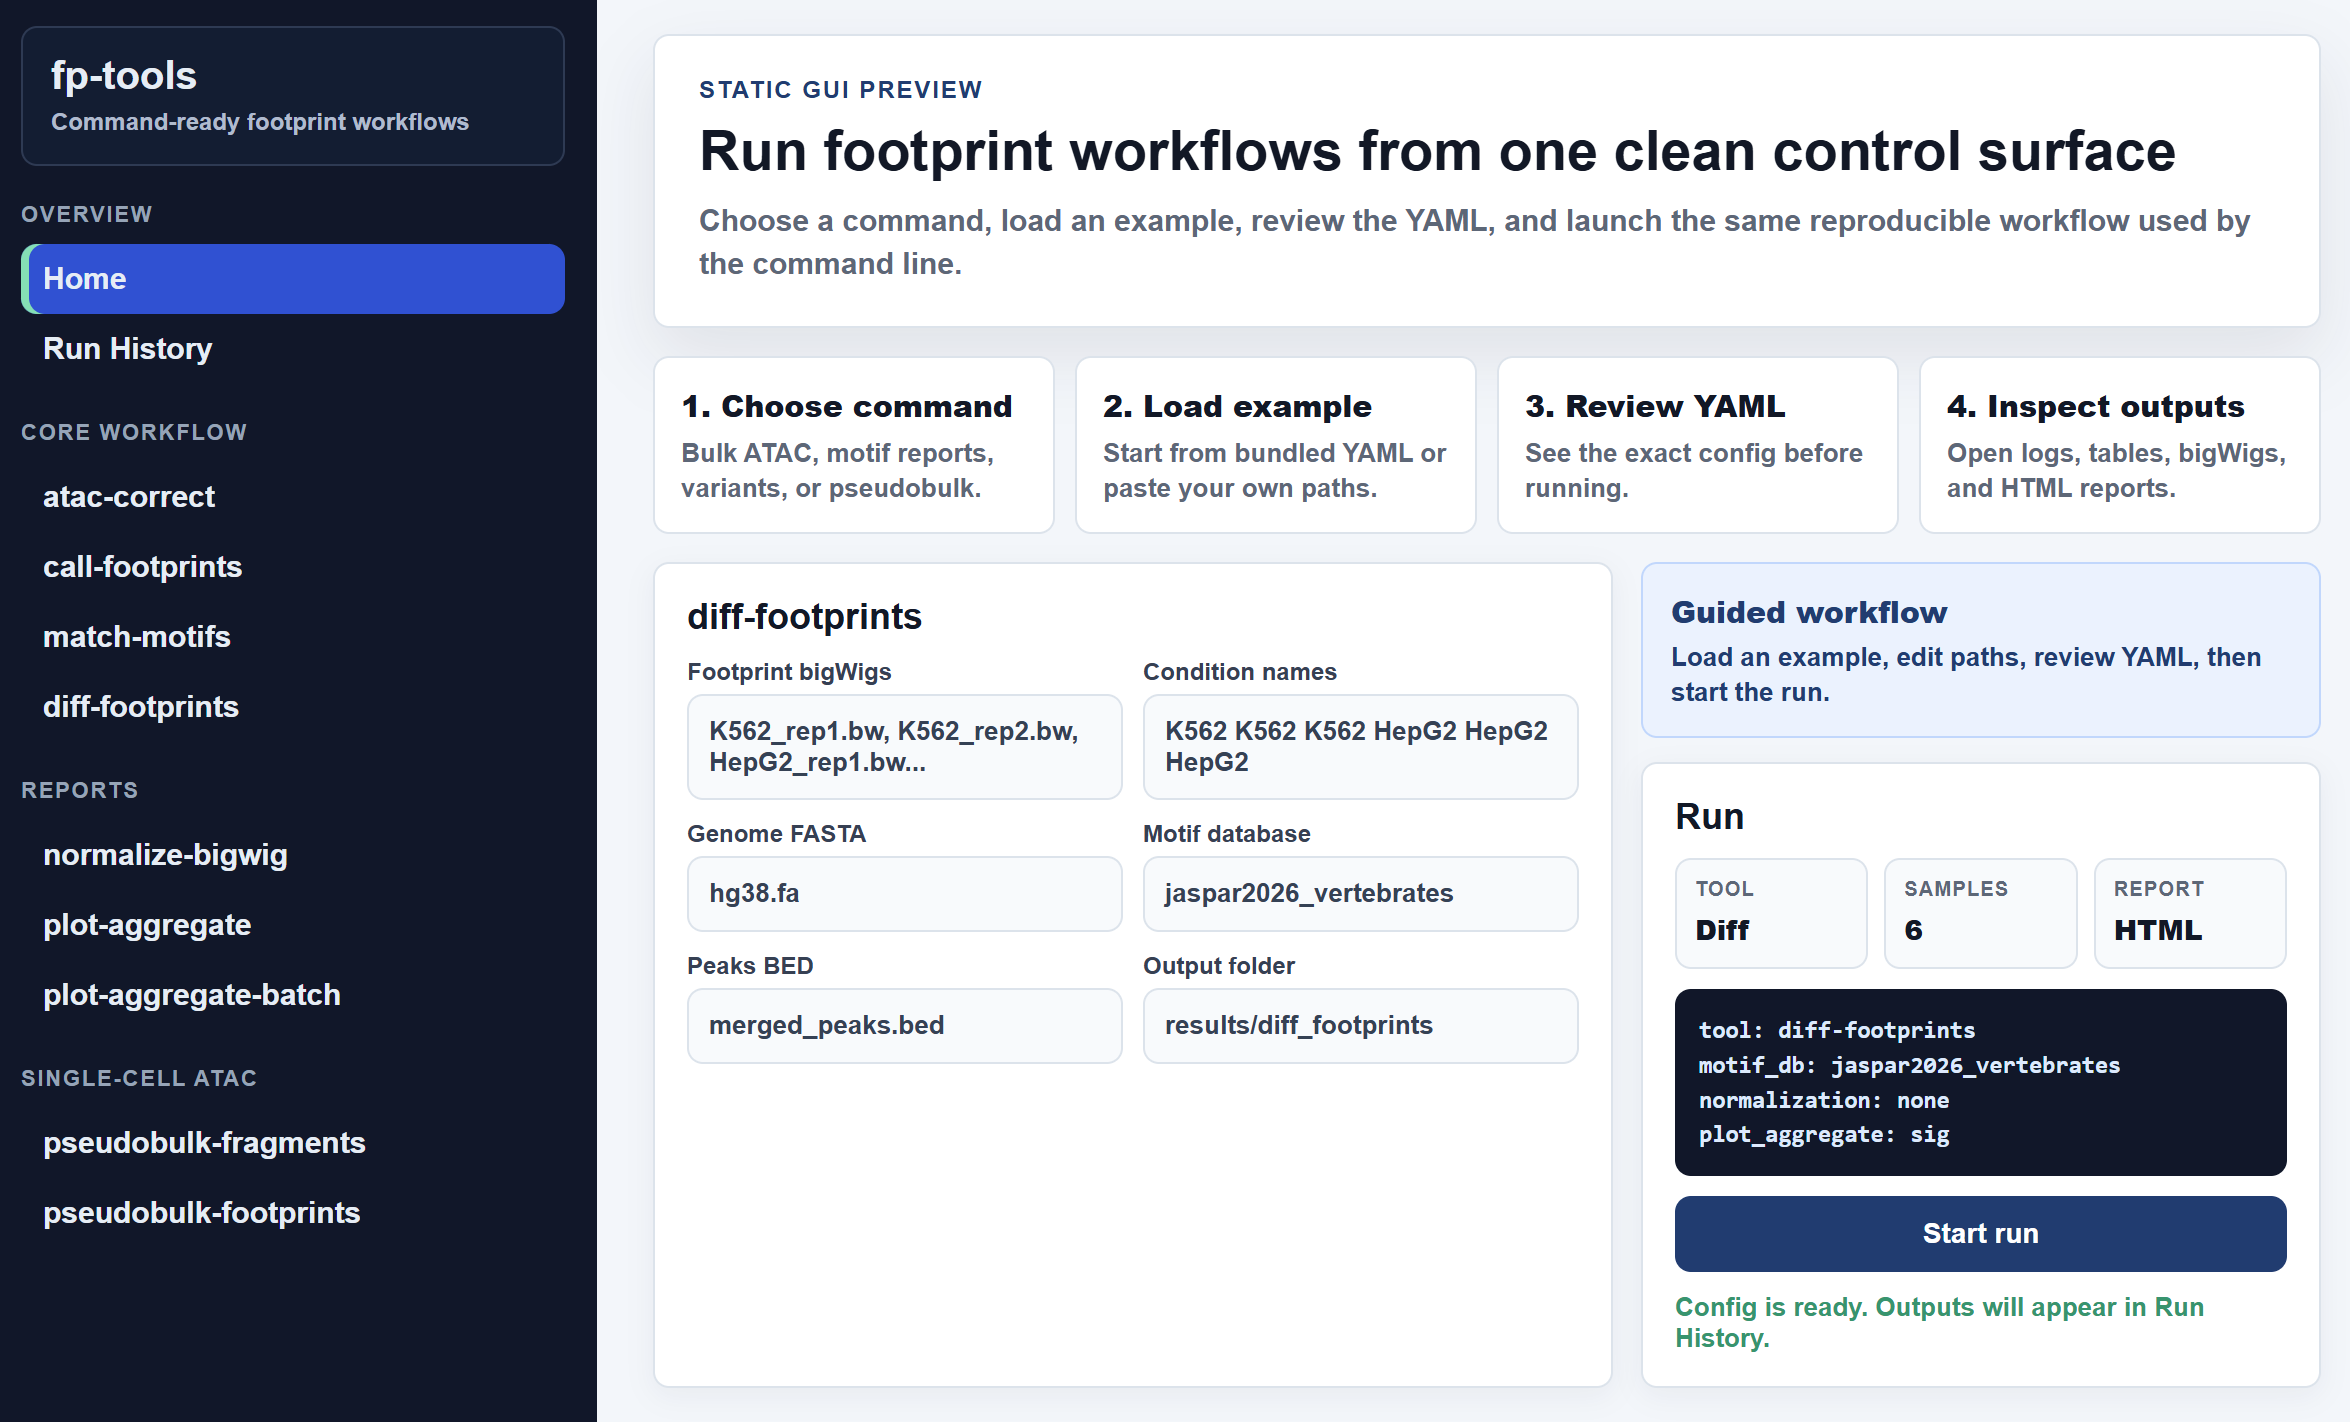 fp-tools
Command-ready footprint workflows
OVERVIEW
Home
Run History
CORE WORKFLOW
atac-correct
call-footprints
match-motifs
diff-footprints
REPORTS
normalize-bigwig
plot-aggregate
plot-aggregate-batch
SINGLE-CELL ATAC
pseudobulk-fragments
pseudobulk-footprints
STATIC GUI PREVIEW
Run footprint workflows from one clean control surface
Choose a command, load an example, review the YAML, and launch the same reproducible workflow used by
the command line.
1. Choose command
Bulk ATAC, motif reports,
variants, or pseudobulk.
2. Load example
Start from bundled YAML or
paste your own paths.
3. Review YAML
See the exact config before
running.
4. Inspect outputs
Open logs, tables, bigWigs,
and HTML reports.
diff-footprints
Footprint bigWigs
K562_rep1.bw, K562_rep2.bw,
HepG2_rep1.bw...
Condition names
K562 K562 K562 HepG2 HepG2
HepG2
Genome FASTA
hg38.fa
Motif database
jaspar2026_vertebrates
Peaks BED
merged_peaks.bed
Output folder
results/diff_footprints
Guided workflow
Load an example, edit paths, review YAML, then
start the run.
Run
TOOL
Diff
SAMPLES
6
REPORT
HTML
tool: diff-footprints
motif_db: jaspar2026_vertebrates
normalization: none
plot_aggregate: sig
Start run
Config is ready. Outputs will appear in Run
History.